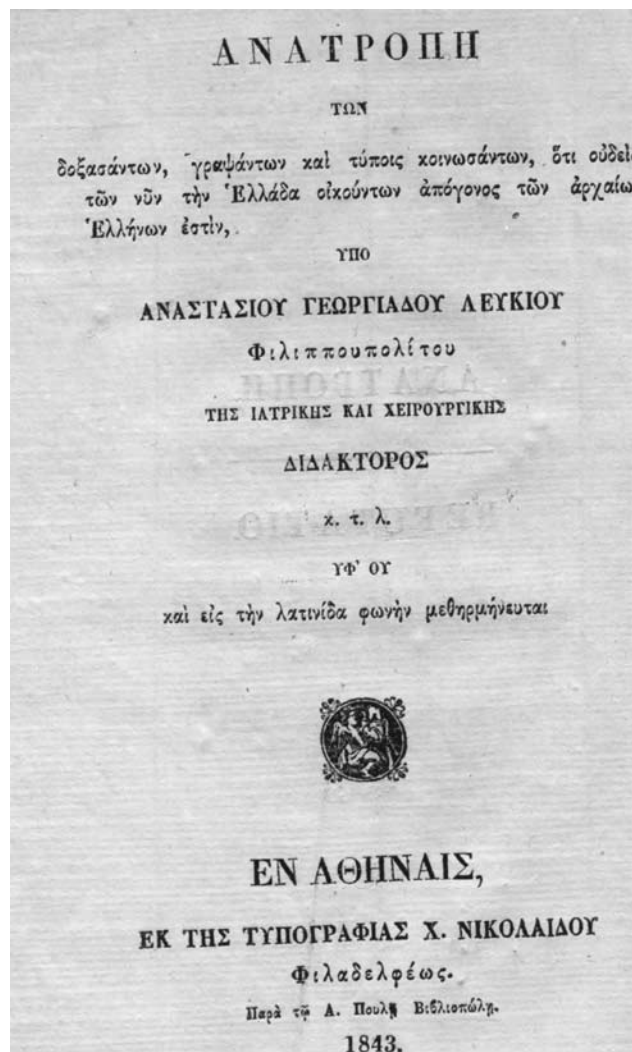 ΑΝΑΤΡΟΠΗ
ΤΩΝ
δοξασάντων, γραψάντων καὶ τύποις κοινωσάντων, ὅτι οὐδεὶ
τῶν νῦν τὴν Ἑλλάδα οἰκούντων ἀπόγονος τῶν ἀρχαίω
Ἑλλήνων ἐστὶν,
ΥΠΟ
ΑΝΑΣΤΑΣΙΟΥ ΓΕΩΡΓΙΑΔΟΥ ΛΕΥΚΙΟΥ
Φιλιππουπολίτου
ΤΗΣ ΙΑΤΡΙΚΗΣ ΚΑΙ ΧΕΙΡΟΥΡΓΙΚΗΣ
ΔΙΔΑΚΤΟΡΟΣ
κ. τ. λ.
ΥΦ' ΟΥ
καὶ εἰς τὴν λατινίδα φωνὴν μεθηρμήνευται
ΕΝ ΑΘΗΝΑΙΣ,
ΕΚ ΤΗΣ ΤΥΠΟΓΡΑΦΙΑΣ Χ. ΝΙΚΟΛΑΙΔΟΥ
Φιλαδελφέως.
Παρὰ τῷ Α. Πουλῇ Βιβλιοπώλῃ.
1843.